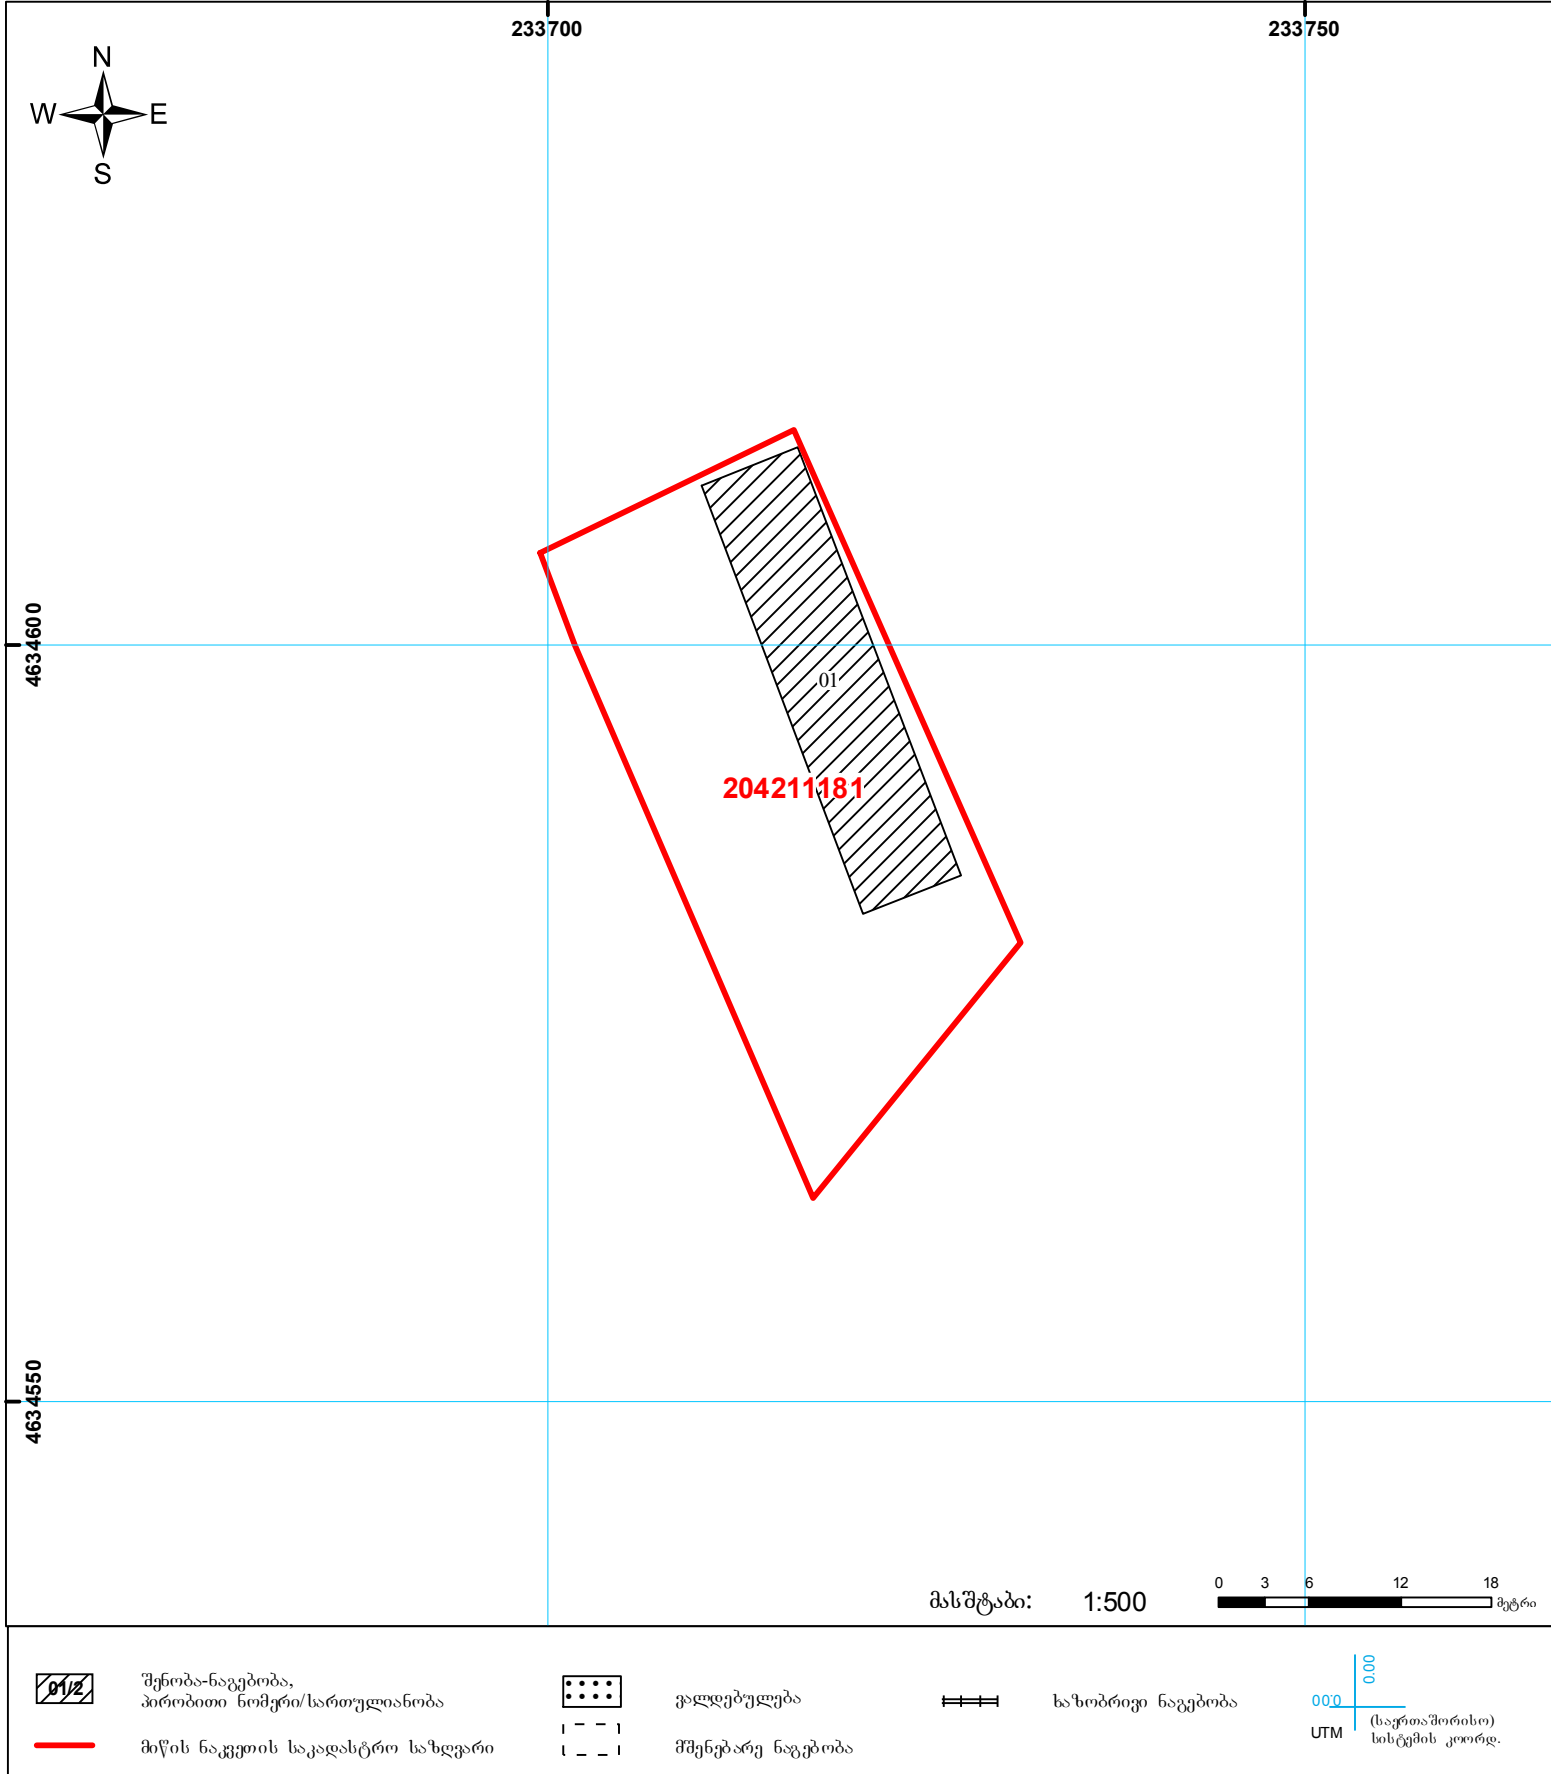 233700
233750
N
W
E
S
4634600
01
204211181
4634550
მასშტაბი:
1:500
0
3
6
12
18
მეტრი
01/2
შენობა-ნაგებობა,
პირობითი ნომერი/სართულიანობა
ვალდებულება
ხაზობრივი ნაგებობა
0.00
0.00
UTM
(საერთაშორისო)
სისტემის კოორდ.
მიწის ნაკვეთის საკადასტრო საზღვარი
მშენებარე ნაგებობა